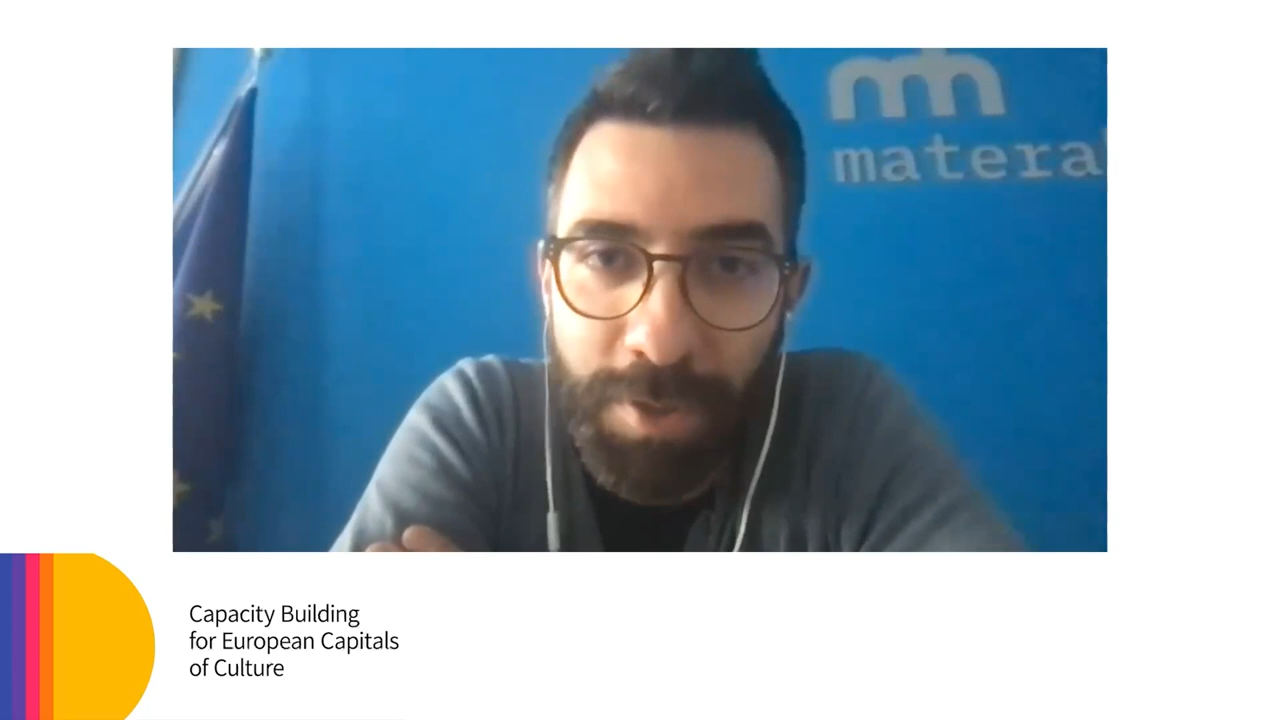 matera
Capacity Building
for European Capitals
of Culture